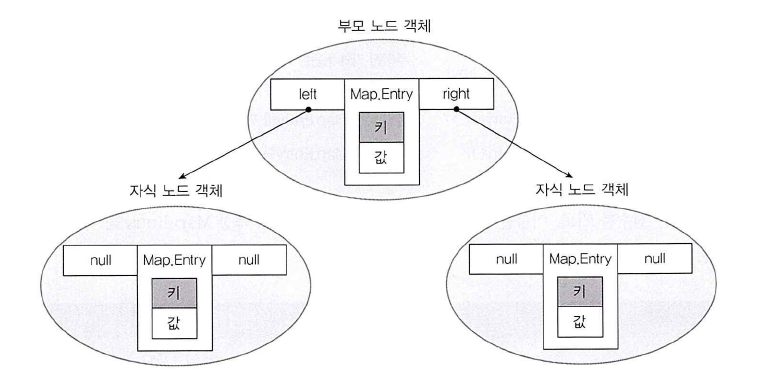 부모 노드 객체
left Map.Entry right
키
값
자식 노드 객체 자식 노드 객체
null Map.Entry null null Map.Entry null
키 키
값 값